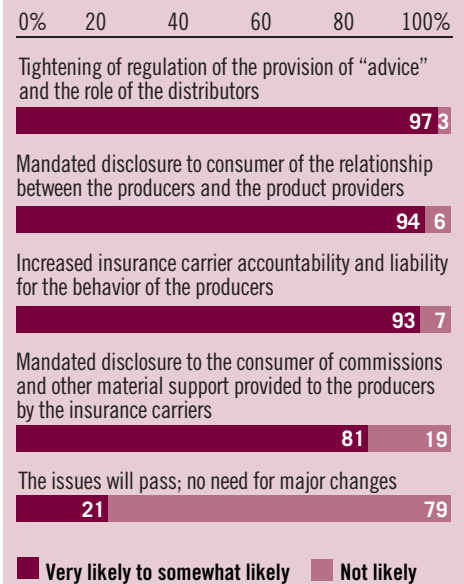 0% 20 40 60 80 100%
Tightening of regulation of the provision of “advice”
and the role of the distributors
97 3
Mandated disclosure to consumer of the relationship
between the producers and the product providers
94 6
Increased insurance carrier accountability and liability
for the behavior of the producers
93 7
Mandated disclosure to the consumer of commissions
and other material support provided to the producers
by the insurance carriers
81 19
The issues will pass; no need for major changes
21 79
Very likely to somewhat likely Not likely